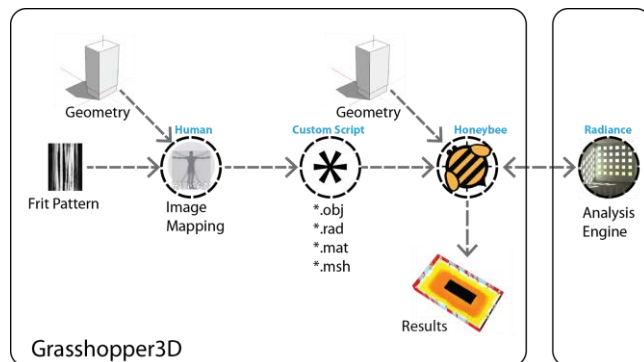 Geometry
Geometry
Human
Custom Script
Honeybee
Radiance
Frit Pattern
Image
Mapping
*
*.obj
*.rad
*.mat
*.msh
Analysis
Engine
Results
Grasshopper3D